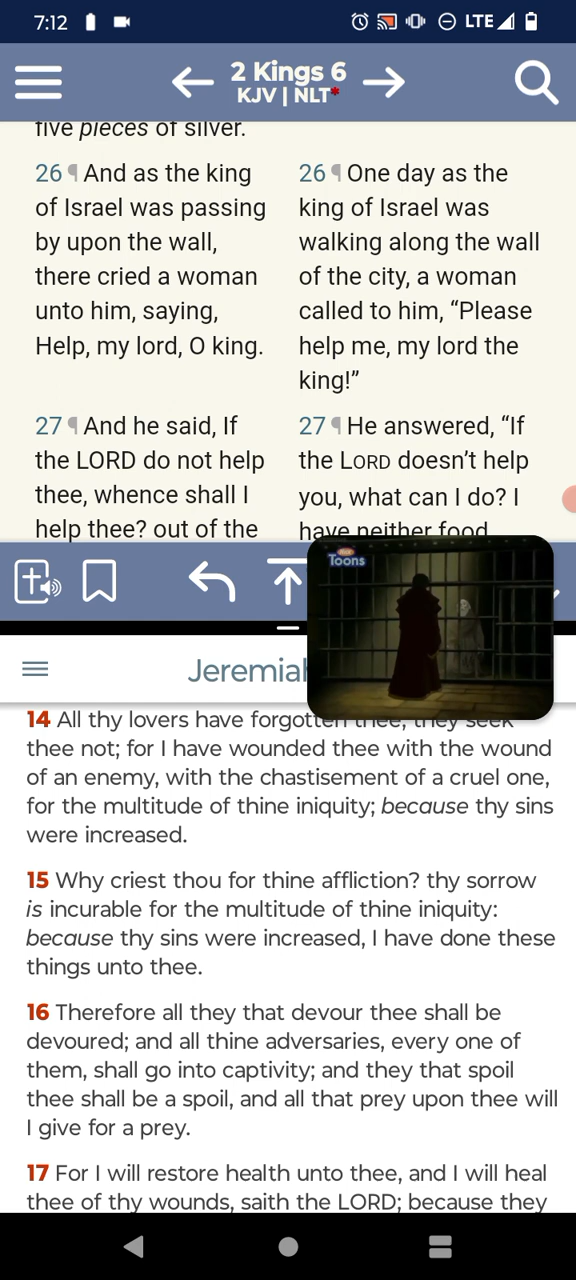 7:12 LTE
2 Kings 6
KJV | NLT*
five pieces of silver.
26 ¶ And as the king
of Israel was passing
by upon the wall,
there cried a woman
unto him, saying,
Help, my lord, O king.
27 ¶ And he said, If
the LORD do not help
thee, whence shall I
help thee? out of the
26 ¶ One day as the
king of Israel was
walking along the wall
of the city, a woman
called to him, “Please
help me, my lord the
king!”
27 ¶ He answered, “If
the LORD doesn’t help
you, what can I do? I
have neither food
nick
Toons
Jeremiah
14 All thy lovers have forgotten thee; they seek
thee not; for I have wounded thee with the wound
of an enemy, with the chastisement of a cruel one,
for the multitude of thine iniquity; because thy sins
were increased.
15 Why criest thou for thine affliction? thy sorrow
is incurable for the multitude of thine iniquity:
because thy sins were increased, I have done these
things unto thee.
16 Therefore all they that devour thee shall be
devoured; and all thine adversaries, every one of
them, shall go into captivity; and they that spoil
thee shall be a spoil, and all that prey upon thee will
I give for a prey.
17 For I will restore health unto thee, and I will heal
thee of thy wounds, saith the LORD; because they